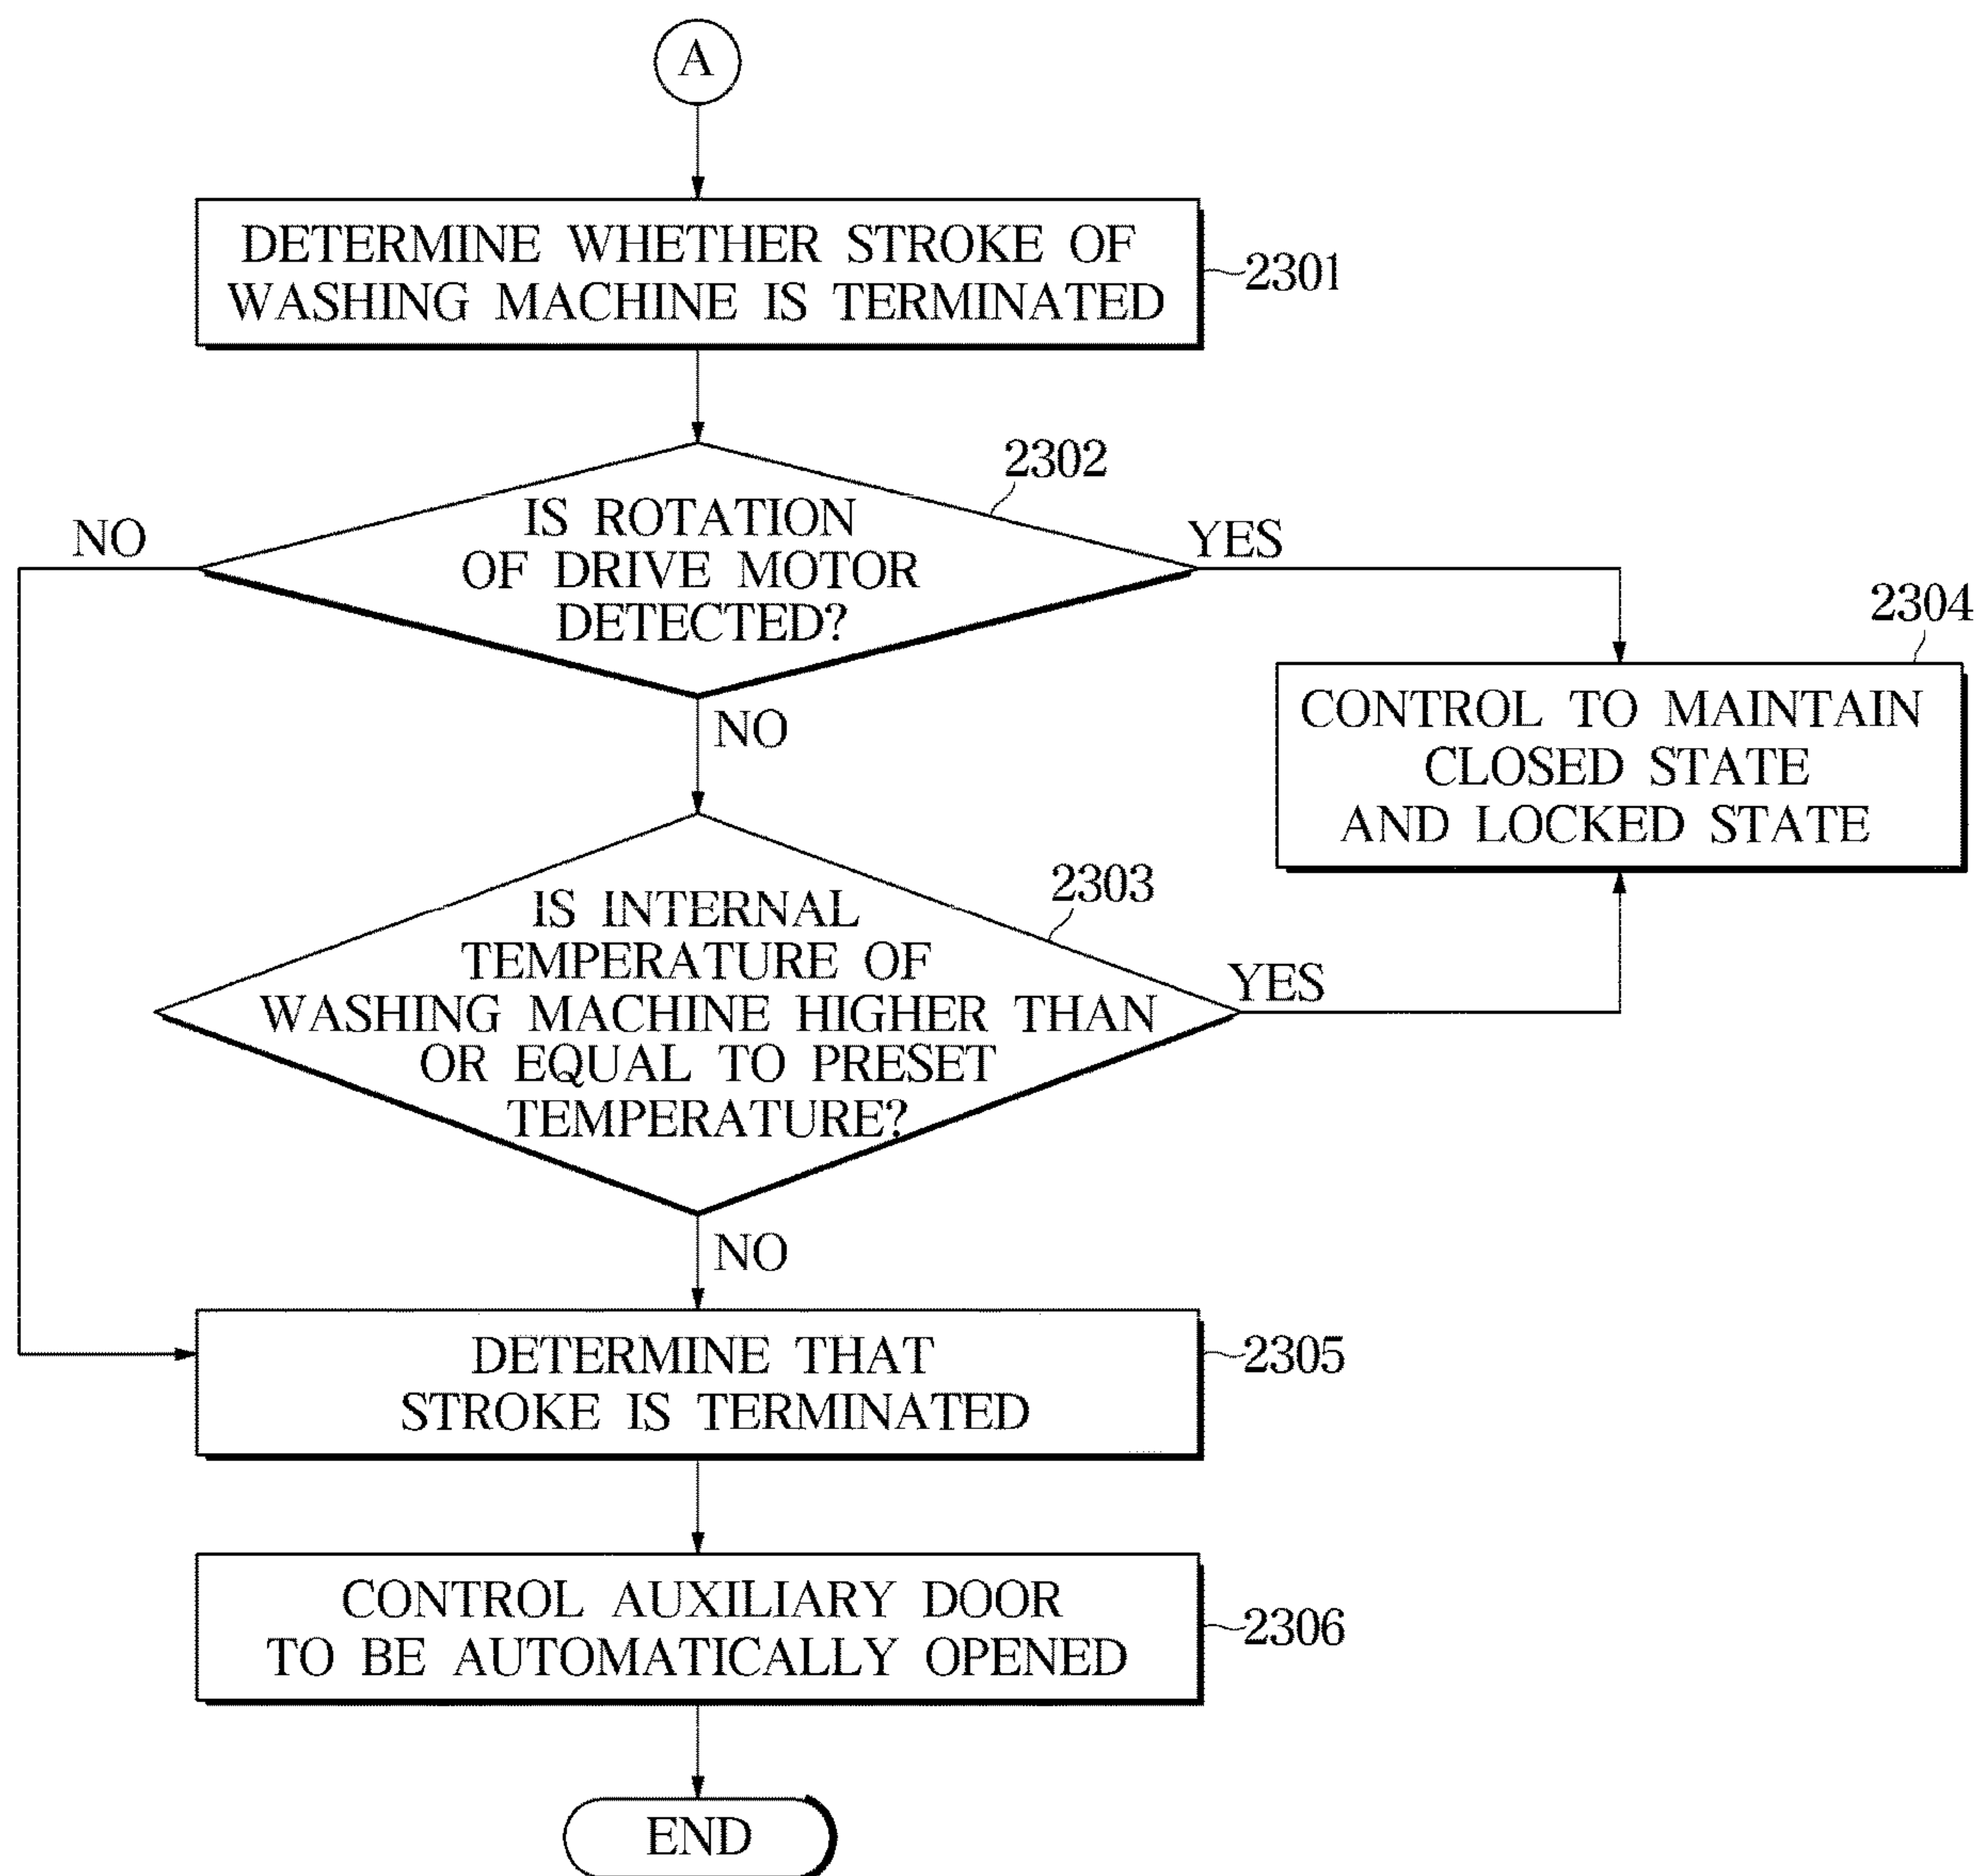 A
DETERMINE WHETHER STROKE OF
WASHING MACHINE IS TERMINATED
2301
2302
IS ROTATION
OF DRIVE MOTOR
DETECTED?
NO
YES
2304
CONTROL TO MAINTAIN
CLOSED STATE
AND LOCKED STATE
NO
2303
IS INTERNAL
TEMPERATURE OF
WASHING MACHINE HIGHER THAN
OR EQUAL TO PRESET
TEMPERATURE?
YES
NO
DETERMINE THAT
STROKE IS TERMINATED
2305
CONTROL AUXILIARY DOOR
TO BE AUTOMATICALLY OPENED
2306
END